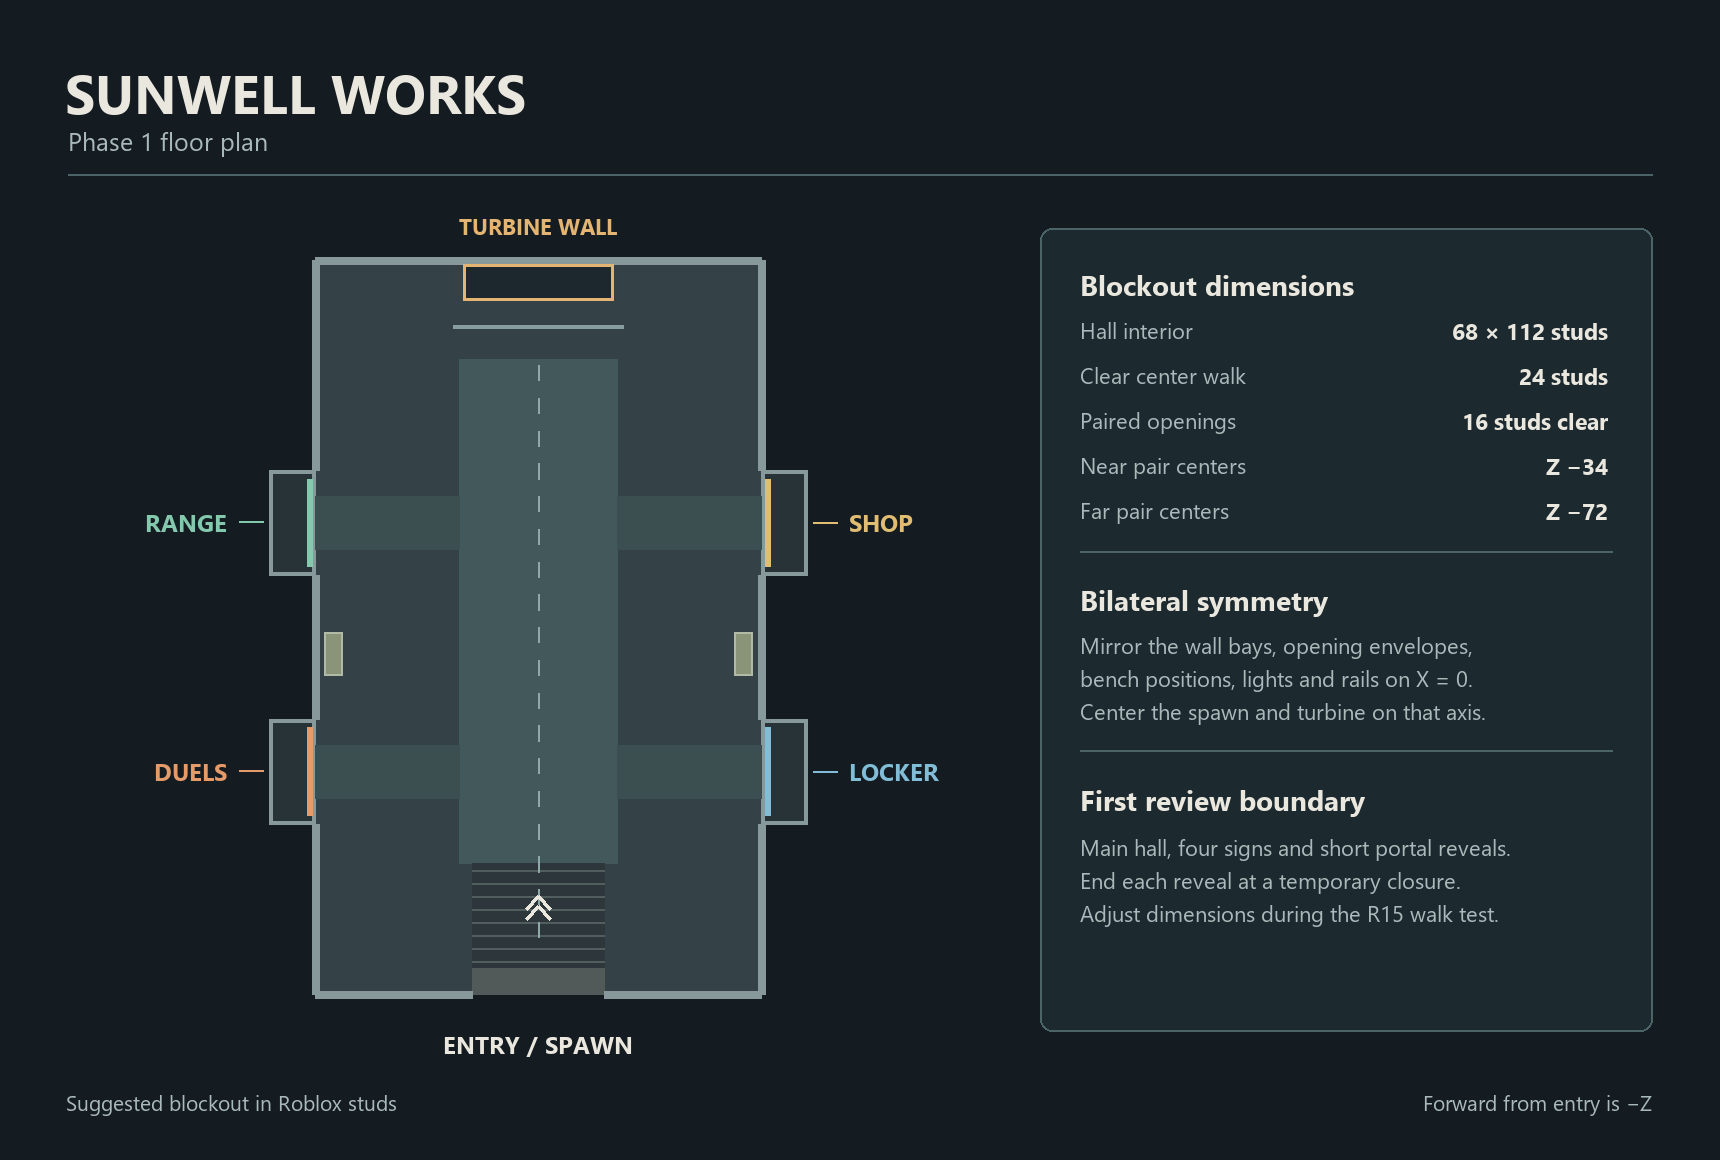 SUNWELL WORKS
Phase 1 floor plan
TURBINE WALL
RANGE
SHOP
DUELS
LOCKER
ENTRY / SPAWN
Blockout dimensions
Hall interior 68 × 112 studs
Clear center walk 24 studs
Paired openings 16 studs clear
Near pair centers Z −34
Far pair centers Z −72
Bilateral symmetry
Mirror the wall bays, opening envelopes,
bench positions, lights and rails on X = 0.
Center the spawn and turbine on that axis.
First review boundary
Main hall, four signs and short portal reveals.
End each reveal at a temporary closure.
Adjust dimensions during the R15 walk test.
Suggested blockout in Roblox studs
Forward from entry is −Z